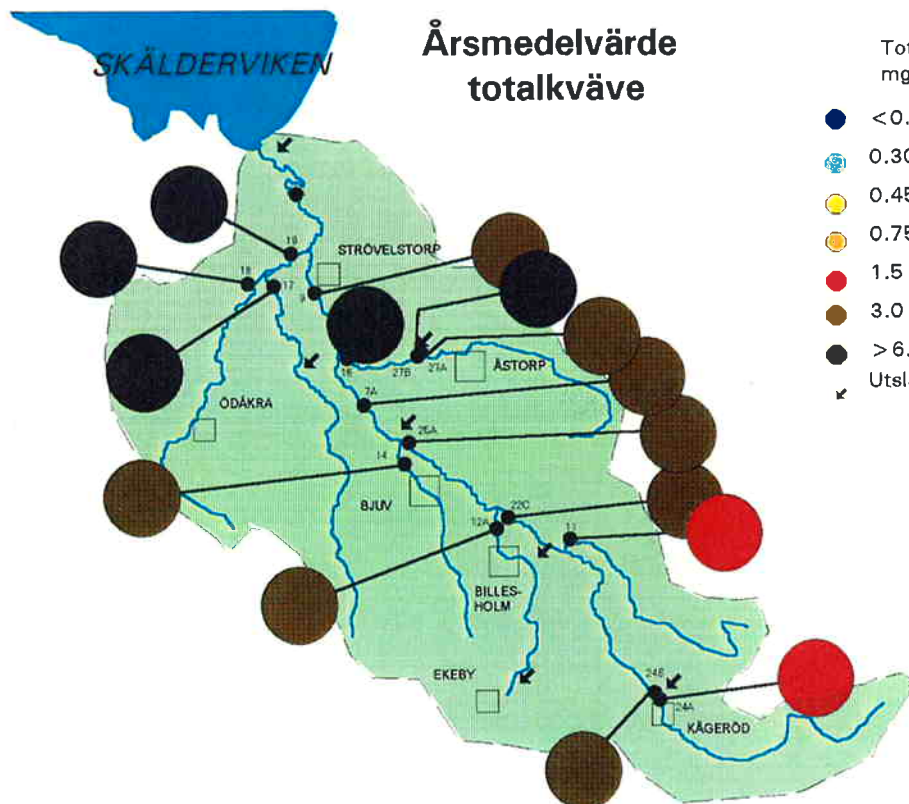 Årsmedelvärde
totalkväve
SKÄLDERVIKEN
Tot
mg
<0.
0.30
0.45
0.75
1.5
3.0
>6.
Utsl
19
STRÖVELSTORP
18
17
9
16
27B
27A
ÅSTORP
7A
ÖDÅKRA
25A
14
BJUV
22C
12A
11
BILLES-
HOLM
EKEBY
24B
24A
KÅGERÖD